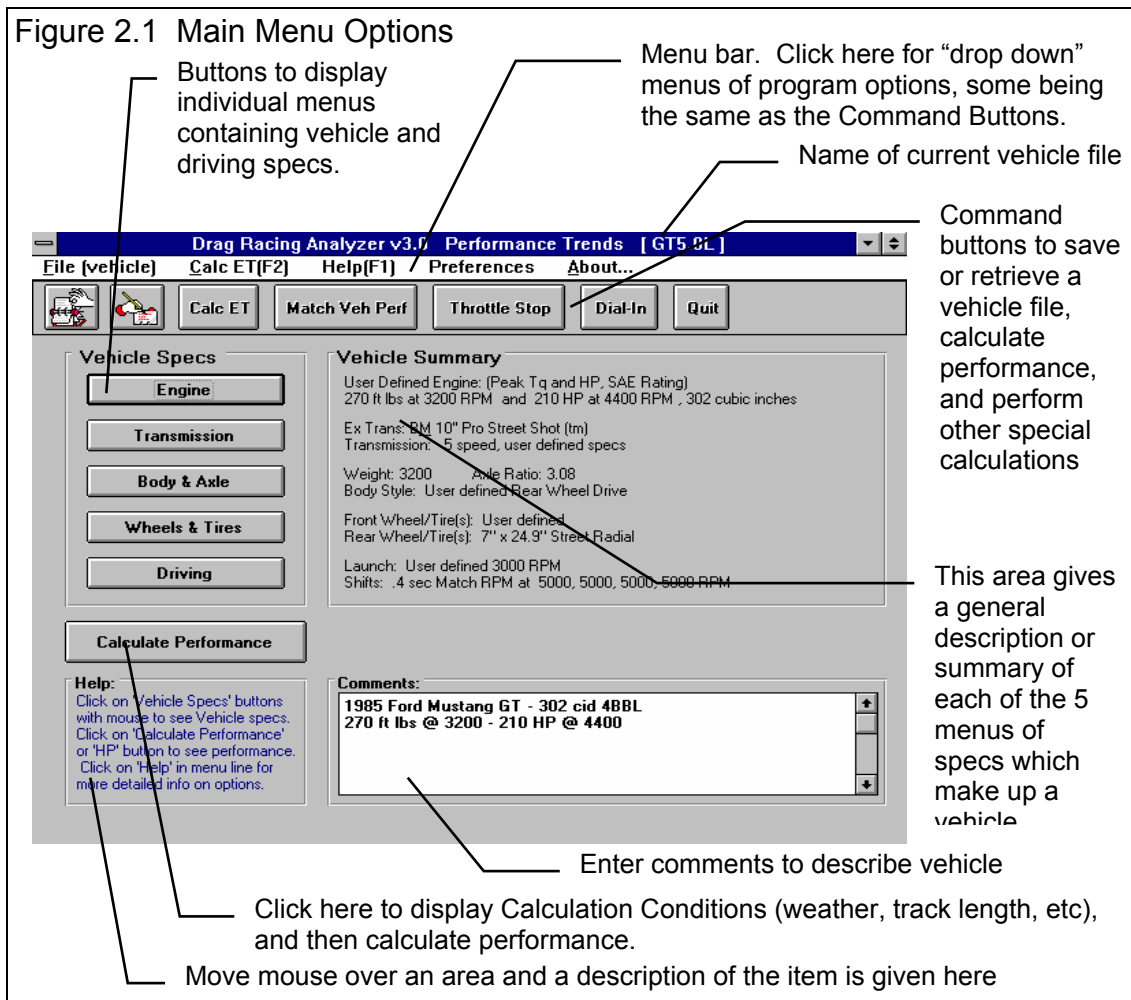 Figure 2.1 Main Menu Options
Buttons to display
individual menus
containing vehicle and
driving specs.
Menu bar. Click here for “drop down”
menus of program options, some being
the same as the Command Buttons.
Name of current vehicle file
Command
buttons to save
or retrieve a
vehicle file,
calculate
performance,
and perform
other special
calculations
Drag Racing Analyzer v3.0 Performance Trends [ GT5.0L ]
File (vehicle) Calc ET(F2) Help(F1) Preferences About...
Calc ET Match Veh Perf Throttle Stop Dial-In Quit
Vehicle Specs
Engine
Transmission
Body & Axle
Wheels & Tires
Driving
Vehicle Summary
User Defined Engine: (Peak Tq and HP, SAE Rating)
270 ft lbs at 3200 RPM and 210 HP at 4400 RPM , 302 cubic inches
Ex Trans: BM 10" Pro Street Shot (tm)
Transmission: 5 speed, user defined specs
Weight: 3200 Axle Ratio: 3.08
Body Style: User defined Rear Wheel Drive
Front Wheel/Tire(s): User defined
Rear Wheel/Tire(s): 7" x 24.9" Street Radial
Launch: User defined 3000 RPM
Shifts: .4 sec Match RPM at 5000, 5000, 5000, 5000 RPM
This area gives
a general
description or
summary of
each of the 5
menus of
specs which
make up a
vehicle
Calculate Performance
Help:
Click on 'Vehicle Specs' buttons
with mouse to see Vehicle specs.
Click on 'Calculate Performance'
or 'HP' button to see performance.
Click on 'Help' in menu line for
more detailed info on options.
Comments:
1985 Ford Mustang GT - 302 cid 4BBL
270 ft lbs @ 3200 - 210 HP @ 4400
Enter comments to describe vehicle
Click here to display Calculation Conditions (weather, track length, etc),
and then calculate performance.
Move mouse over an area and a description of the item is given here